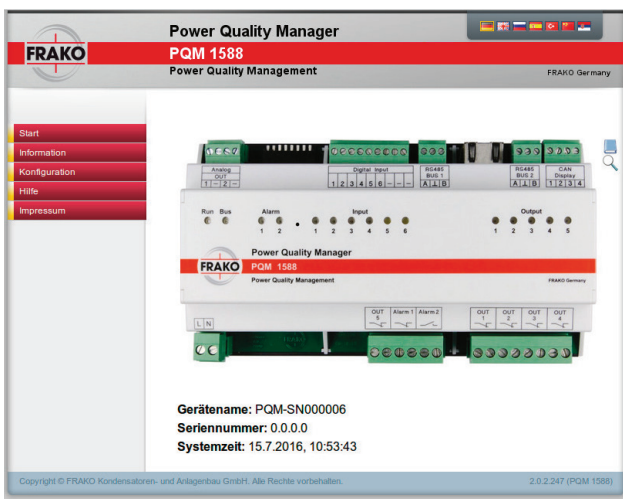 Power Quality Manager
FRAKO
PQM 1588
Power Quality Management
FRAKO Germany
Start
Information
Konfiguration
Hilfe
Impressum
Analog OUT
1 – 2 –
Digital Input
1 2 3 4 5 6 – – –
RS485 BUS 1
A ⊥ B
RS485 BUS 2
A ⊥ B
CAN Display
1 2 3 4
Run Bus Alarm Input Output
1 2 • 1 2 3 4 5 6 1 2 3 4 5
Power Quality Manager
FRAKO
PQM 1588
Power Quality Management
FRAKO Germany
L N
OUT 5 Alarm 1 Alarm 2
OUT 1 OUT 2 OUT 3 OUT 4
Gerätename: PQM-SN000006
Seriennummer: 0.0.0.0
Systemzeit: 15.7.2016, 10:53:43
Copyright © FRAKO Kondensatoren- und Anlagenbau GmbH. Alle Rechte vorbehalten.
2.0.2.247 (PQM 1588)